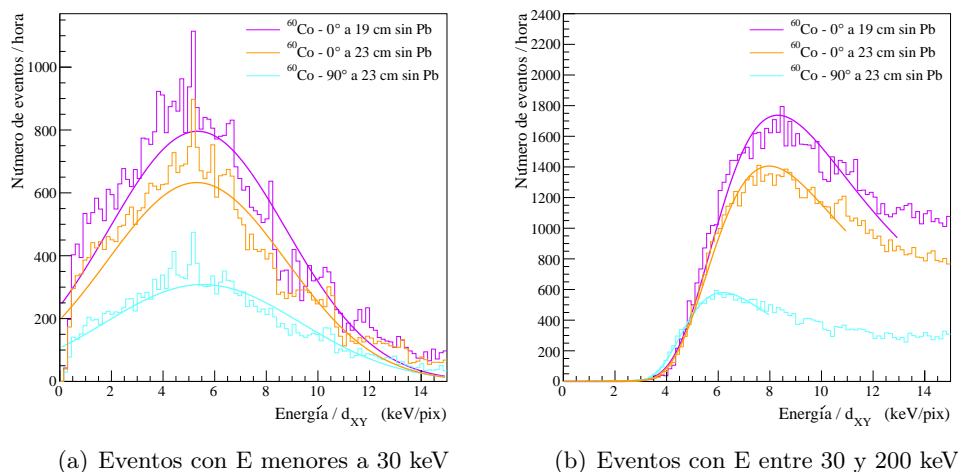 Número de eventos / hora
60Co - 0° a 19 cm sin Pb
60Co - 0° a 23 cm sin Pb
60Co - 90° a 23 cm sin Pb
1000
800
600
400
200
0
0 2 4 6 8 10 12 14
Energía / dXY (keV/pix)
(a) Eventos con E menores a 30 keV
Número de eventos / hora
60Co - 0° a 19 cm sin Pb
60Co - 0° a 23 cm sin Pb
60Co - 90° a 23 cm sin Pb
2400
2200
2000
1800
1600
1400
1200
1000
800
600
400
200
0
0 2 4 6 8 10 12 14
Energía / dXY (keV/pix)
(b) Eventos con E entre 30 y 200 keV